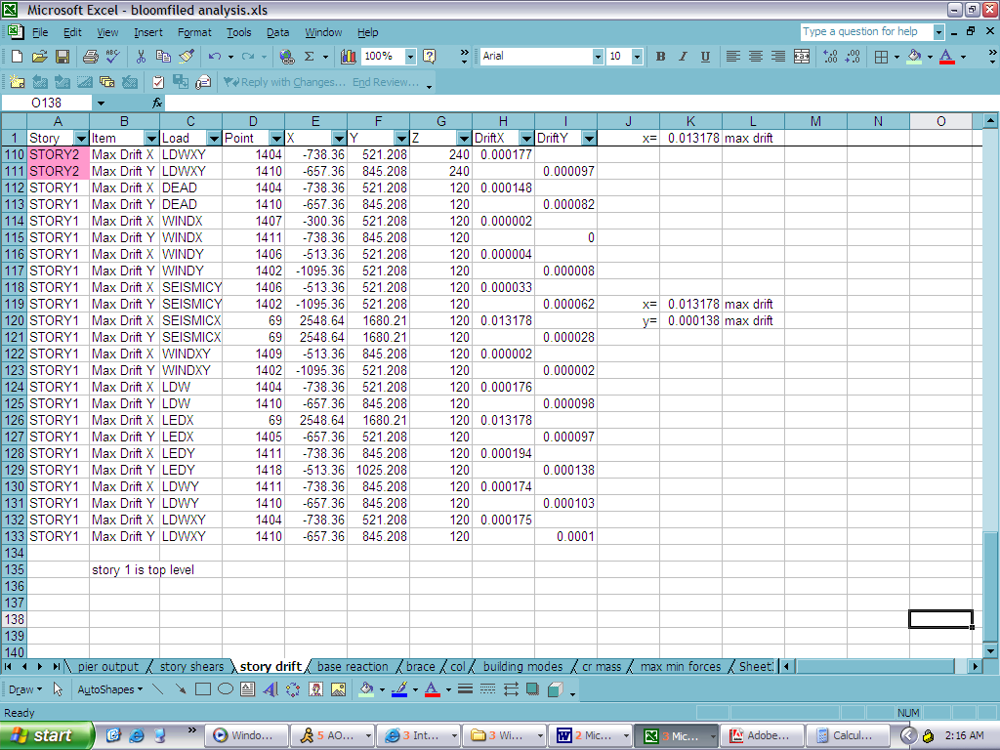 Microsoft Excel - bloomfiled analysis.xls
File Edit View Insert Format Tools Data Window Help Type a question for help
100% Arial 10 B I U
Reply with Changes... End Review...
O138 fx
A B C D E F G H I J K L M N O
1 Story Item Load Point X Y Z DriftX DriftY x= 0.013178 max drift
110 STORY2 Max Drift X LDWXY 1404 -738.36 521.208 240 0.000177
111 STORY2 Max Drift Y LDWXY 1410 -657.36 845.208 240 0.000097
112 STORY1 Max Drift X DEAD 1404 -738.36 521.208 120 0.000148
113 STORY1 Max Drift Y DEAD 1410 -657.36 845.208 120 0.000082
114 STORY1 Max Drift X WINDX 1407 -300.36 521.208 120 0.000002
115 STORY1 Max Drift Y WINDX 1411 -738.36 845.208 120 0
116 STORY1 Max Drift X WINDY 1406 -513.36 521.208 120 0.000004
117 STORY1 Max Drift Y WINDY 1402 -1095.36 521.208 120 0.000008
118 STORY1 Max Drift X SEISMICY 1406 -513.36 521.208 120 0.000033
119 STORY1 Max Drift Y SEISMICY 1402 -1095.36 521.208 120 0.000062 x= 0.013178 max drift
120 STORY1 Max Drift X SEISMICX 69 2548.64 1680.21 120 0.013178 y= 0.000138 max drift
121 STORY1 Max Drift Y SEISMICX 69 2548.64 1680.21 120 0.000028
122 STORY1 Max Drift X WINDXY 1409 -513.36 845.208 120 0.000002
123 STORY1 Max Drift Y WINDXY 1402 -1095.36 521.208 120 0.000002
124 STORY1 Max Drift X LDW 1404 -738.36 521.208 120 0.000176
125 STORY1 Max Drift Y LDW 1410 -657.36 845.208 120 0.000098
126 STORY1 Max Drift X LEDX 69 2548.64 1680.21 120 0.013178
127 STORY1 Max Drift Y LEDX 1405 -657.36 521.208 120 0.000097
128 STORY1 Max Drift X LEDY 1411 -738.36 845.208 120 0.000194
129 STORY1 Max Drift Y LEDY 1418 -513.36 1025.208 120 0.000138
130 STORY1 Max Drift X LDWY 1411 -738.36 845.208 120 0.000174
131 STORY1 Max Drift Y LDWY 1410 -657.36 845.208 120 0.000103
132 STORY1 Max Drift X LDWXY 1404 -738.36 521.208 120 0.000175
133 STORY1 Max Drift Y LDWXY 1410 -657.36 845.208 120 0.0001
134
135 story 1 is top level
136
137
138
139
140
pier output story shears story drift base reaction brace col building modes cr mass max min forces Sheet
Draw AutoShapes
Ready NUM
start Windo... 5 AO... 3 Int... 3 Wi... 2 Mic... 3 Mic... Adobe... Calcul... 2:16 AM